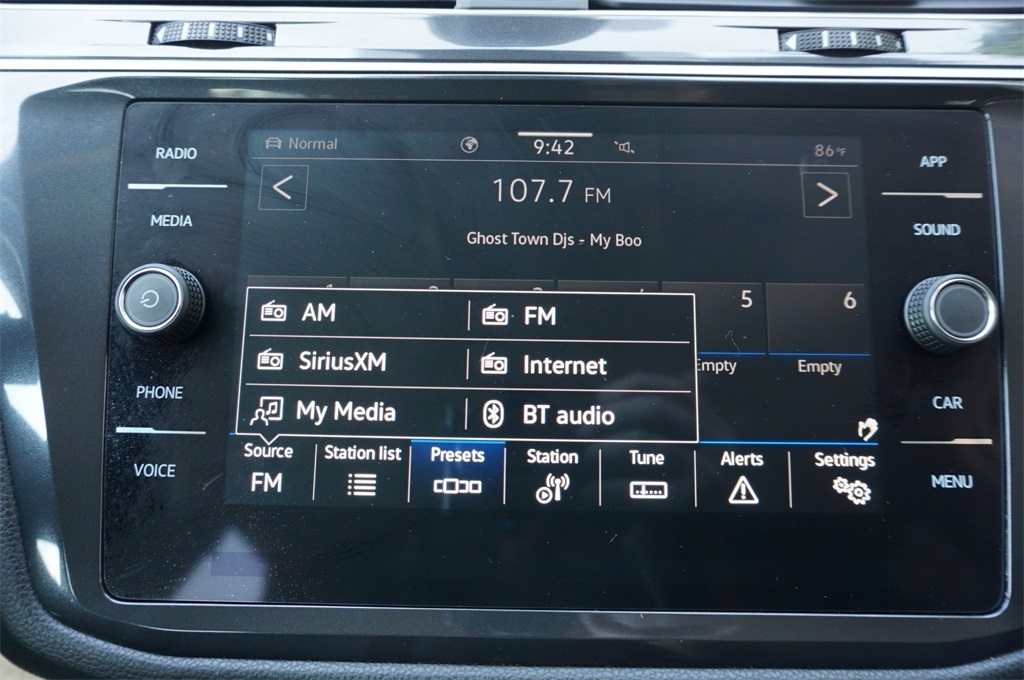 RADIO
MEDIA
PHONE
VOICE
Normal 9:42 86°F
< 107.7 FM >
Ghost Town Djs - My Boo
5 6
Empty Empty
AM FM
SiriusXM Internet
My Media BT audio
Source Station list Presets Station Tune Alerts Settings
FM
APP
SOUND
CAR
MENU